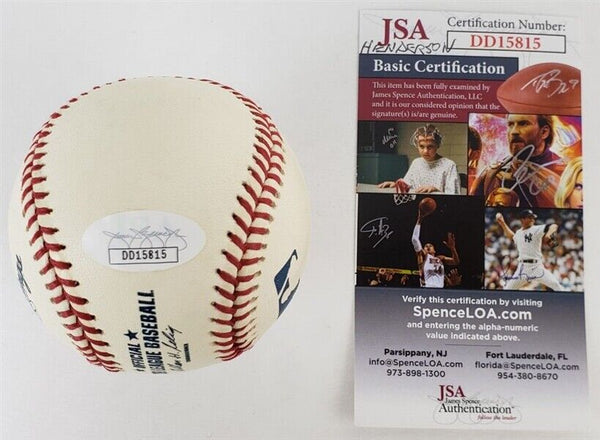 DD15815
OFFICIAL
LEAGUE BASEBALL
JSA
HENDERSON
Certification Number:
DD15815
Basic Certification
This item has been fully examined by
James Spence Authentication, LLC
and it is our considered opinion that the
signature(s) is/are genuine.
Verify this certification by visiting
SpenceLOA.com
and entering the alpha-numeric
value indicated above.
Parsippany, NJ
info@SpenceLOA.com
973-898-1300
Fort Lauderdale, FL
florida@SpenceLOA.com
954-380-8670
JSA
James Spence
Authentication